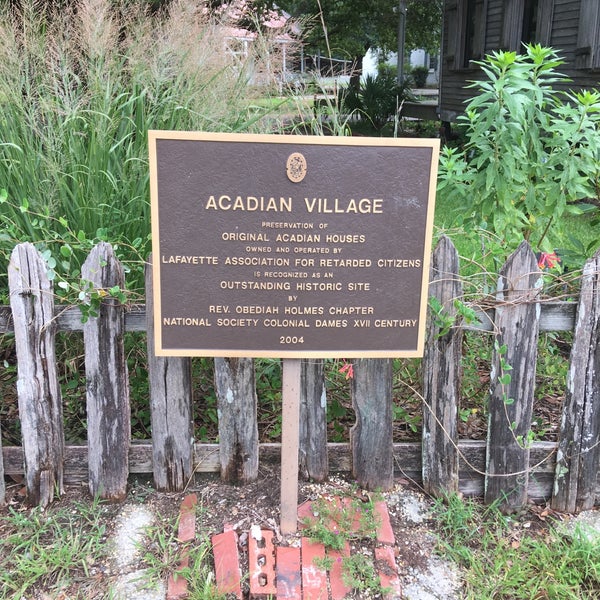 ACADIAN VILLAGE
PRESERVATION OF
ORIGINAL ACADIAN HOUSES
OWNED AND OPERATED BY
LAFAYETTE ASSOCIATION FOR RETARDED CITIZENS
IS RECOGNIZED AS AN
OUTSTANDING HISTORIC SITE
BY
REV. OBEDIAH HOLMES CHAPTER
NATIONAL SOCIETY COLONIAL DAMES XVII CENTURY
2004